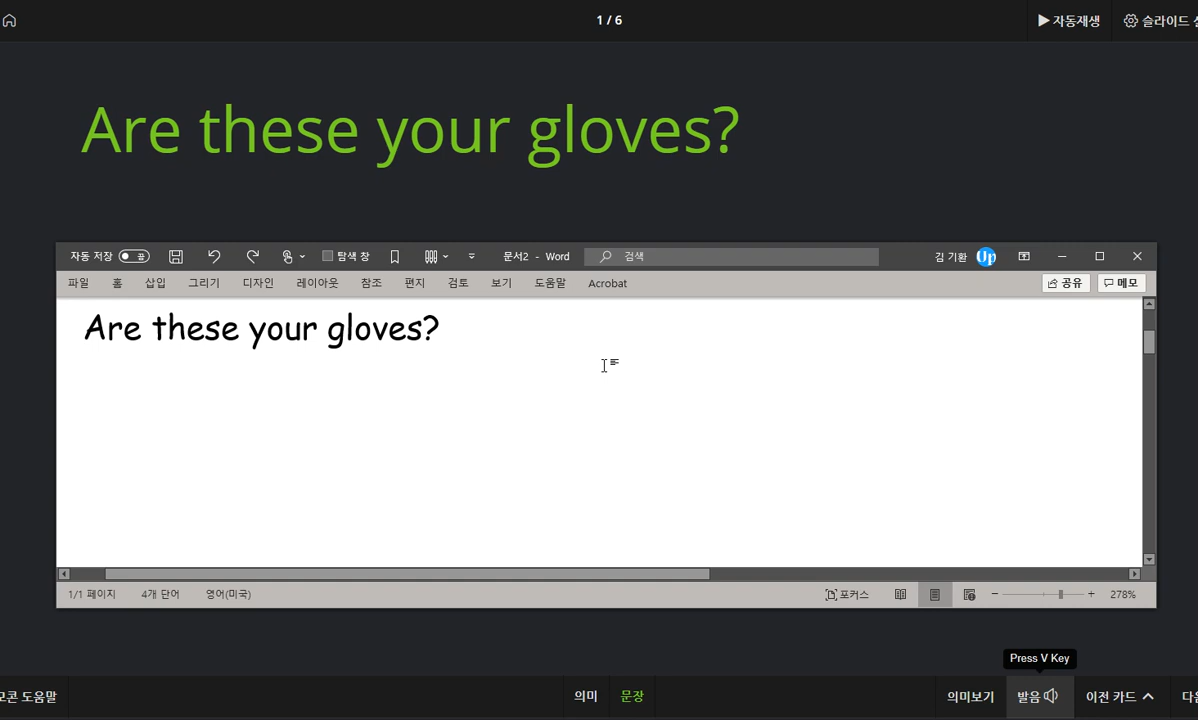 1 / 6
자동재생
슬라이드
Are these your gloves?
자동 저장 끔
탐색 창
문서2 - Word
검색
김 기환
Up
파일 홈 삽입 그리기 디자인 레이아웃 참조 편지 검토 보기 도움말 Acrobat
공유
메모
Are these your gloves?
1/1 페이지 4개 단어 영어(미국)
포커스
278%
Press V Key
도움말
의미 문장
의미보기 발음 이전 카드